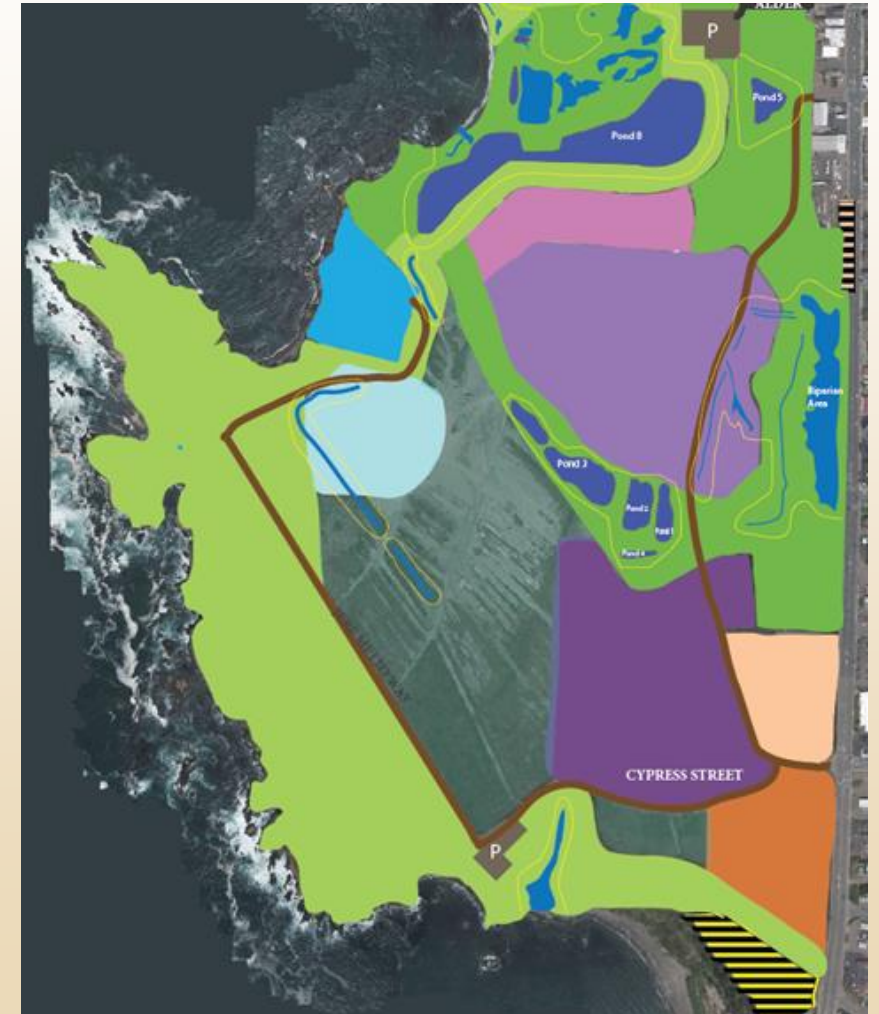 ALDER
P
Pond 5
Pond 8
Riparian
Area
Pond 3
Pond 2
Pond 1
Pond 4
CYPRESS STREET
P